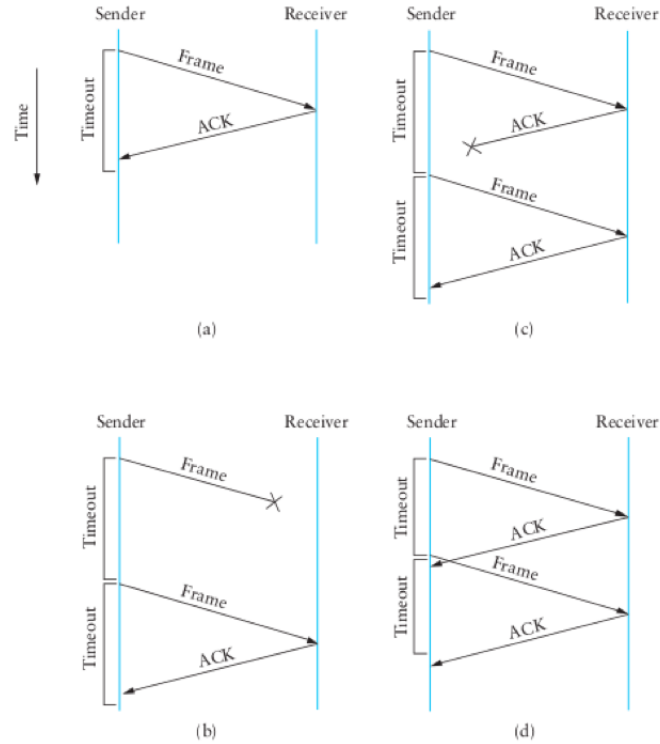 Sender
Receiver
Time
Timeout
Frame
ACK
(a)
Sender
Receiver
Timeout
Frame
ACK
Timeout
Frame
ACK
(c)
Sender
Receiver
Timeout
Frame
Timeout
Frame
ACK
(b)
Sender
Receiver
Timeout
Frame
ACK
Timeout
Frame
ACK
(d)